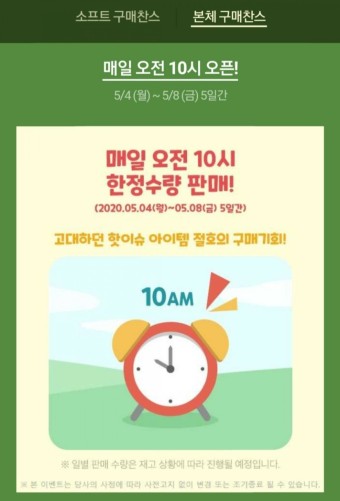 소프트 구매찬스
본체 구매찬스
매일 오전 10시 오픈!
5/4 (월) ~ 5/8 (금) 5일간
매일 오전 10시
한정수량 판매!
(2020.05.04(월)~05.08(금) 5일간)
고대하던 핫이슈 아이템 절호의 구매기회!
10AM
※ 일별 판매 수량은 재고 상황에 따라 진행될 예정입니다.
※ 본 이벤트는 당사의 사정에 따라 사전고지 없이 변경 또는 조기종료 될 수 있습니다.